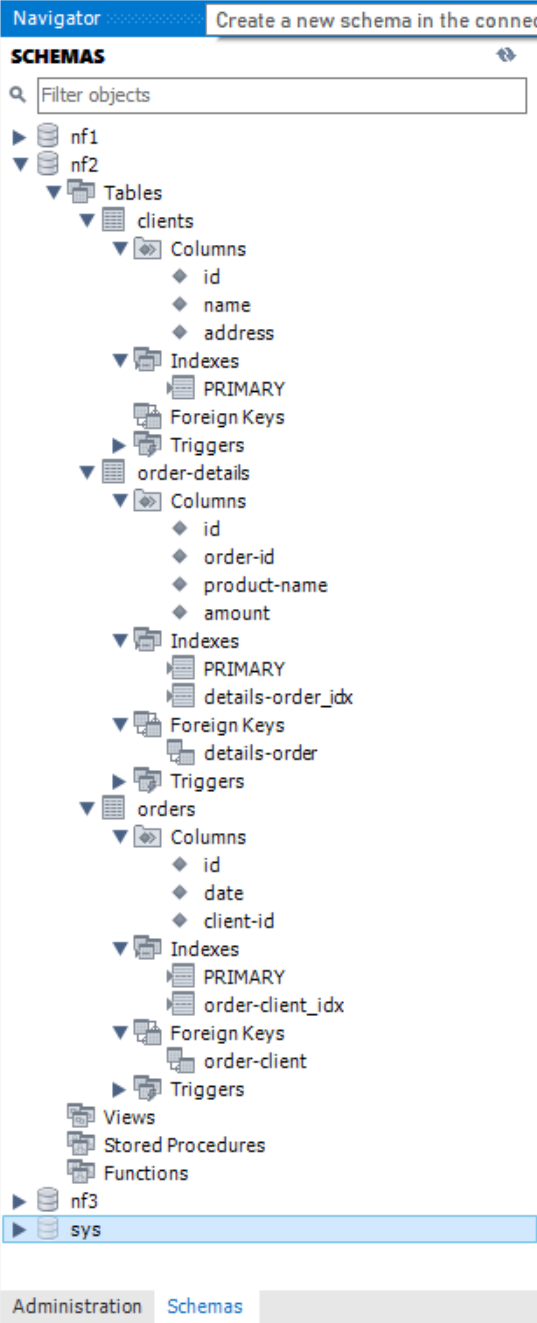 Navigator
Create a new schema in the connec
SCHEMAS
Filter objects
nf1
nf2
Tables
clients
Columns
id
name
address
Indexes
PRIMARY
Foreign Keys
Triggers
order-details
Columns
id
order-id
product-name
amount
Indexes
PRIMARY
details-order_idx
Foreign Keys
details-order
Triggers
orders
Columns
id
date
client-id
Indexes
PRIMARY
order-client_idx
Foreign Keys
order-client
Triggers
Views
Stored Procedures
Functions
nf3
sys
Administration Schemas